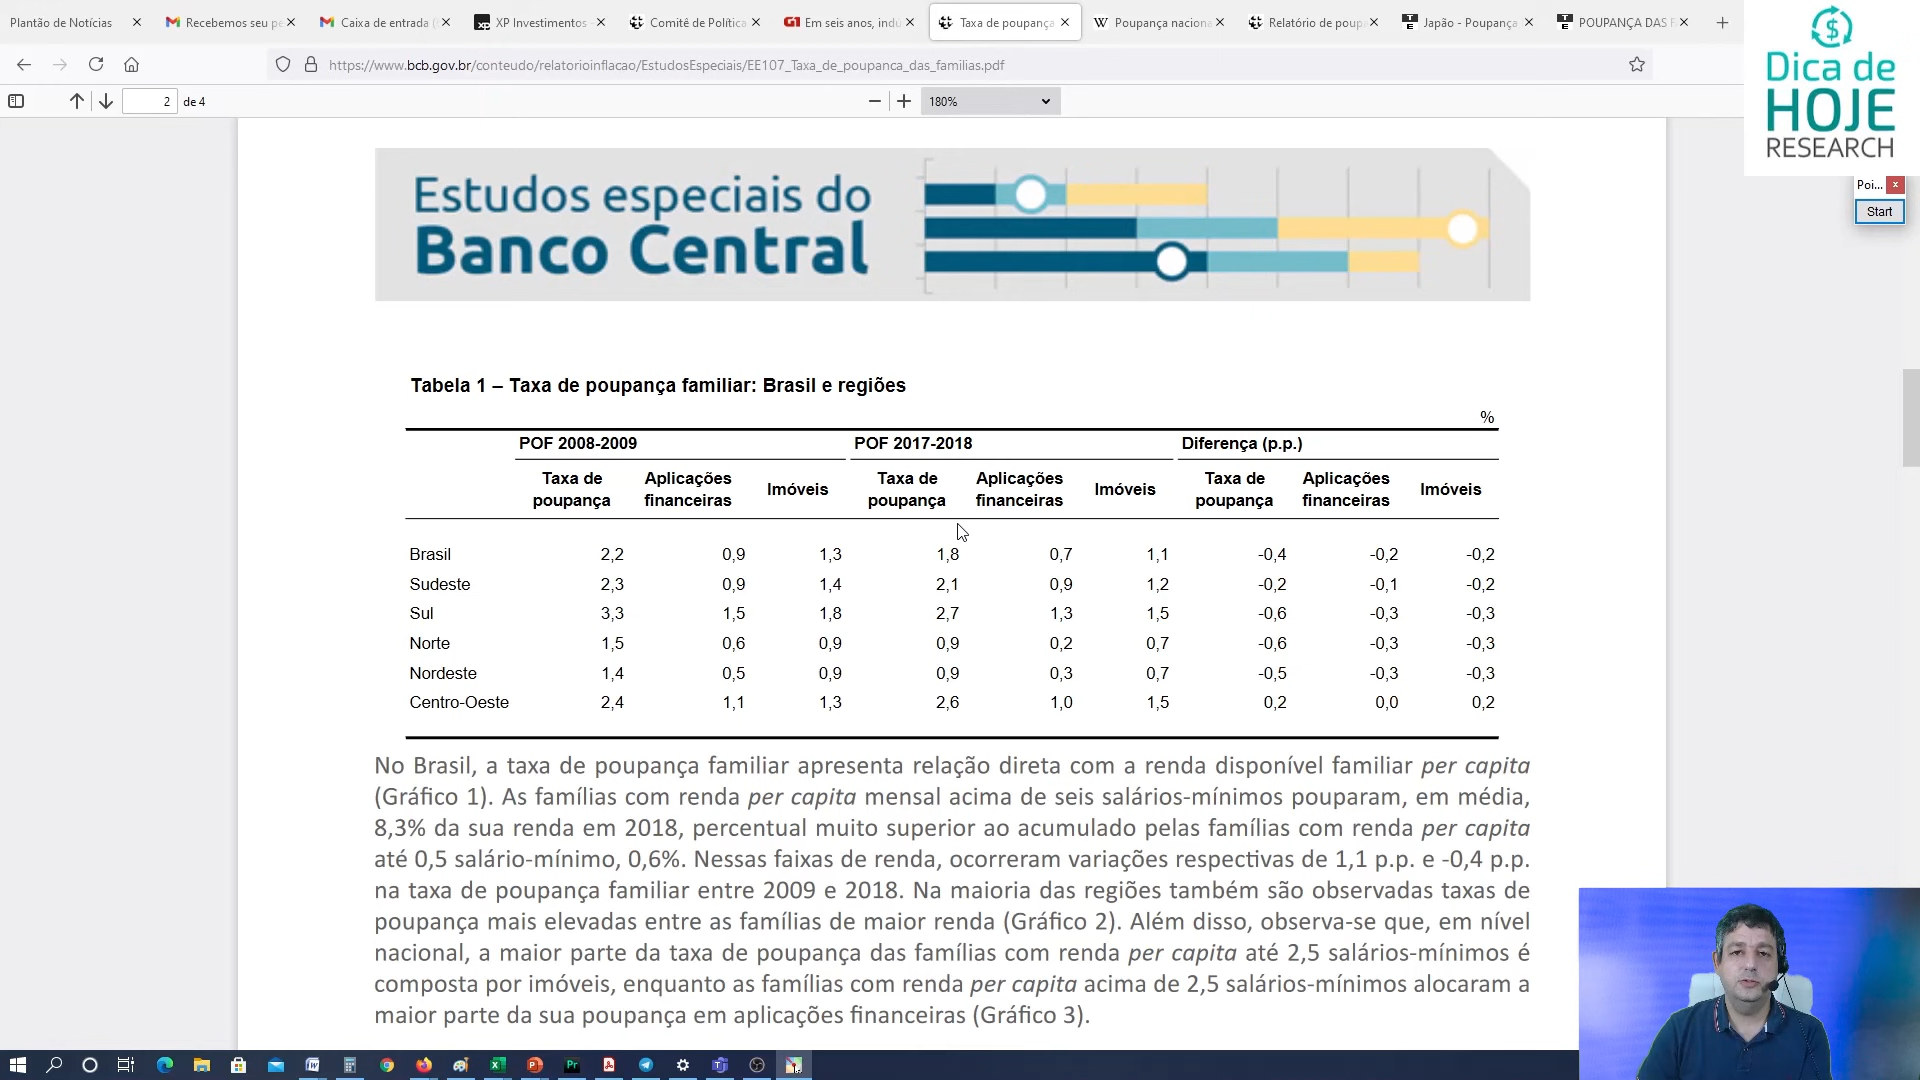 Plantão de Notícias
Recebemos seu pe
Caixa de entrada (
XP Investimentos -
Comitê de Política
G1 Em seis anos, indú
Taxa de poupança
Poupança naciona
Relatório de poup
Japão - Poupança
POUPANÇA DAS F
https://www.bcb.gov.br/conteudo/relatorioinflacao/EstudosEspeciais/EE107_Taxa_de_poupanca_das_familias.pdf
2 de 4
180%
Dica de
HOJE
RESEARCH
Poi...
Start
Estudos especiais do
Banco Central
Tabela 1 – Taxa de poupança familiar: Brasil e regiões
%
POF 2008-2009 POF 2017-2018 Diferença (p.p.)
Taxa de poupança Aplicações financeiras Imóveis Taxa de poupança Aplicações financeiras Imóveis Taxa de poupança Aplicações financeiras Imóveis
Brasil 2,2 0,9 1,3 1,8 0,7 1,1 -0,4 -0,2 -0,2
Sudeste 2,3 0,9 1,4 2,1 0,9 1,2 -0,2 -0,1 -0,2
Sul 3,3 1,5 1,8 2,7 1,3 1,5 -0,6 -0,3 -0,3
Norte 1,5 0,6 0,9 0,9 0,2 0,7 -0,6 -0,3 -0,3
Nordeste 1,4 0,5 0,9 0,9 0,3 0,7 -0,5 -0,3 -0,3
Centro-Oeste 2,4 1,1 1,3 2,6 1,0 1,5 0,2 0,0 0,2
No Brasil, a taxa de poupança familiar apresenta relação direta com a renda disponível familiar per capita
(Gráfico 1). As famílias com renda per capita mensal acima de seis salários-mínimos pouparam, em média,
8,3% da sua renda em 2018, percentual muito superior ao acumulado pelas famílias com renda per capita
até 0,5 salário-mínimo, 0,6%. Nessas faixas de renda, ocorreram variações respectivas de 1,1 p.p. e -0,4 p.p.
na taxa de poupança familiar entre 2009 e 2018. Na maioria das regiões também são observadas taxas de
poupança mais elevadas entre as famílias de maior renda (Gráfico 2). Além disso, observa-se que, em nível
nacional, a maior parte da taxa de poupança das famílias com renda per capita até 2,5 salários-mínimos é
composta por imóveis, enquanto as famílias com renda per capita acima de 2,5 salários-mínimos alocaram a
maior parte da sua poupança em aplicações financeiras (Gráfico 3).